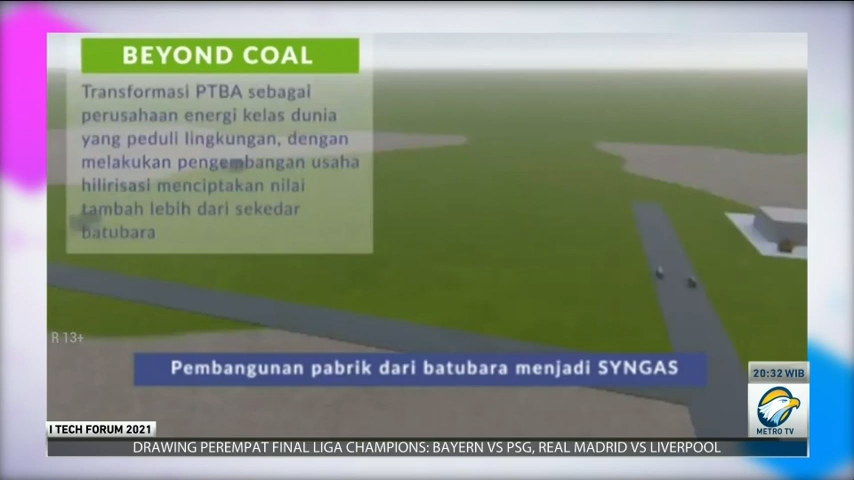 BEYOND COAL
Transformasi PTBA sebagai
perusahaan energi kelas dunia
yang peduli lingkungan, dengan
melakukan pengembangan usaha
hilirisasi menciptakan nilai
tambah lebih dari sekedar
batubara
R 13+
Pembangunan pabrik dari batubara menjadi SYNGAS
20:32 WIB
METRO TV
I TECH FORUM 2021
DRAWING PEREMPAT FINAL LIGA CHAMPIONS: BAYERN VS PSG, REAL MADRID VS LIVERPOOL